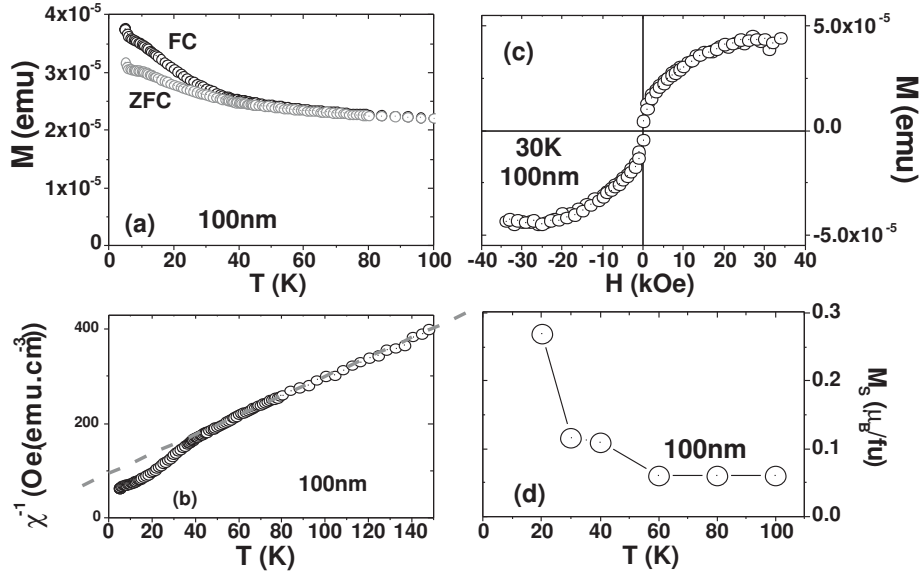 4x10-5
3x10-5
2x10-5
1x10-5
0
M (emu)
FC
ZFC
(a)
100nm
0 20 40 60 80 100
T (K)
(c)
30K
100nm
5.0x10-5
0.0
-5.0x10-5
M (emu)
-40 -30 -20 -10 0 10 20 30 40
H (kOe)
400
200
0
χ-1 (Oe(emu.cm-3))
(b)
100nm
0 20 40 60 80 100 120 140
T (K)
0.3
0.2
0.1
0.0
MS (μB/fu)
100nm
(d)
0 20 40 60 80 100
T (K)